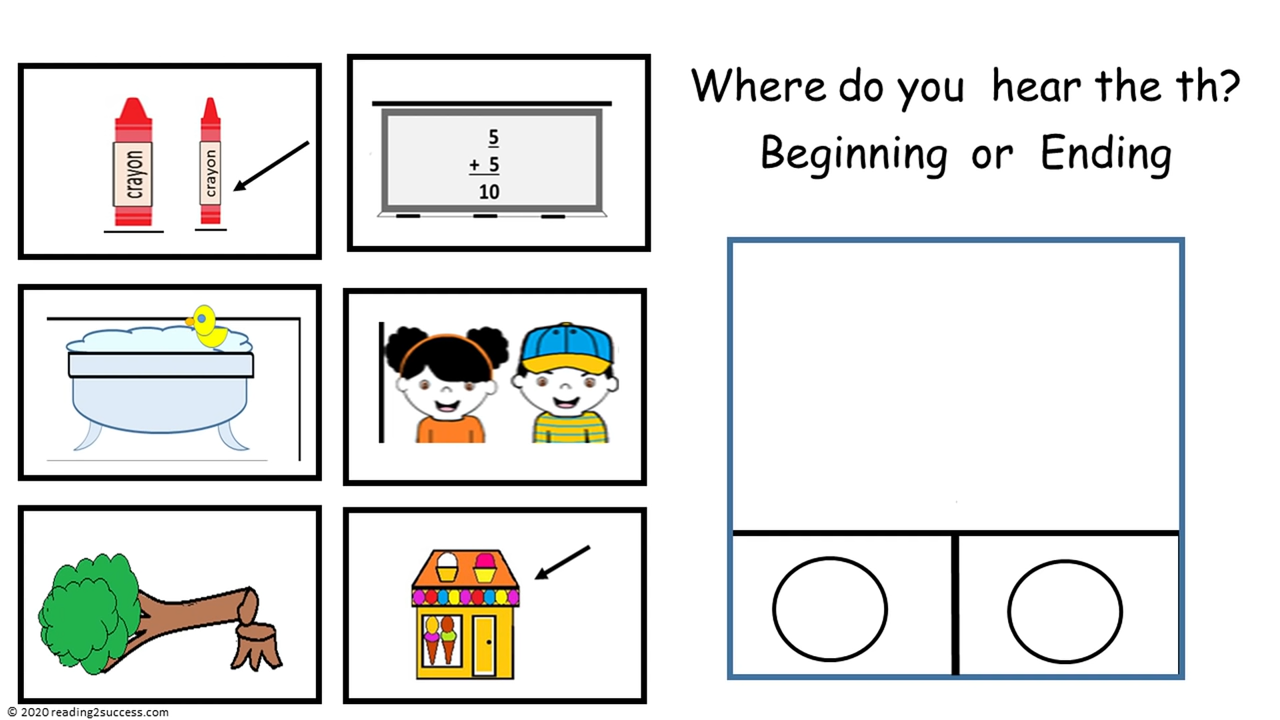 Where do you hear the th?
Beginning or Ending
crayon
crayon
5
+ 5
10
© 2020 reading2success.com